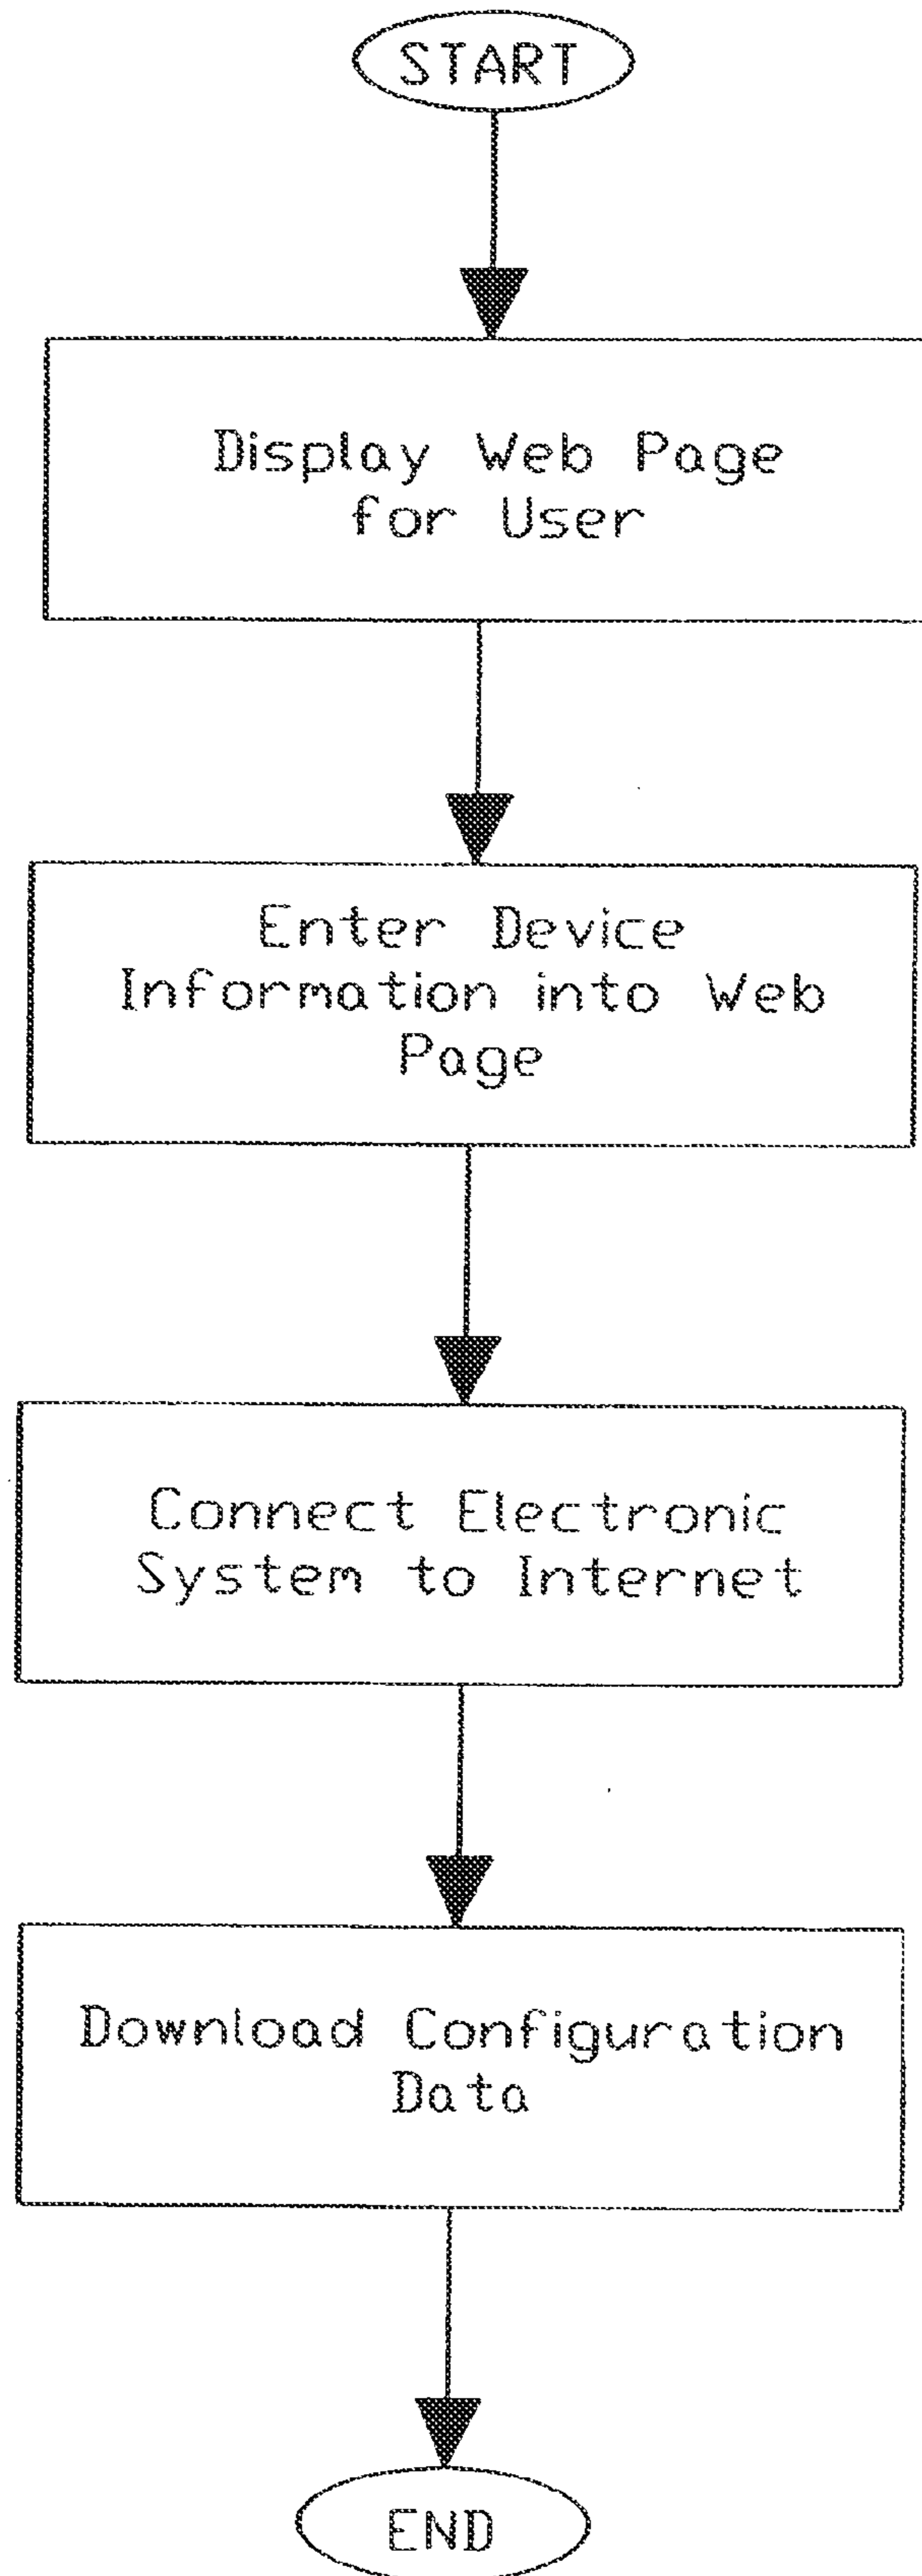 START
Display Web Page
for User
Enter Device
Information into Web
Page
Connect Electronic
System to Internet
Download Configuration
Data
END